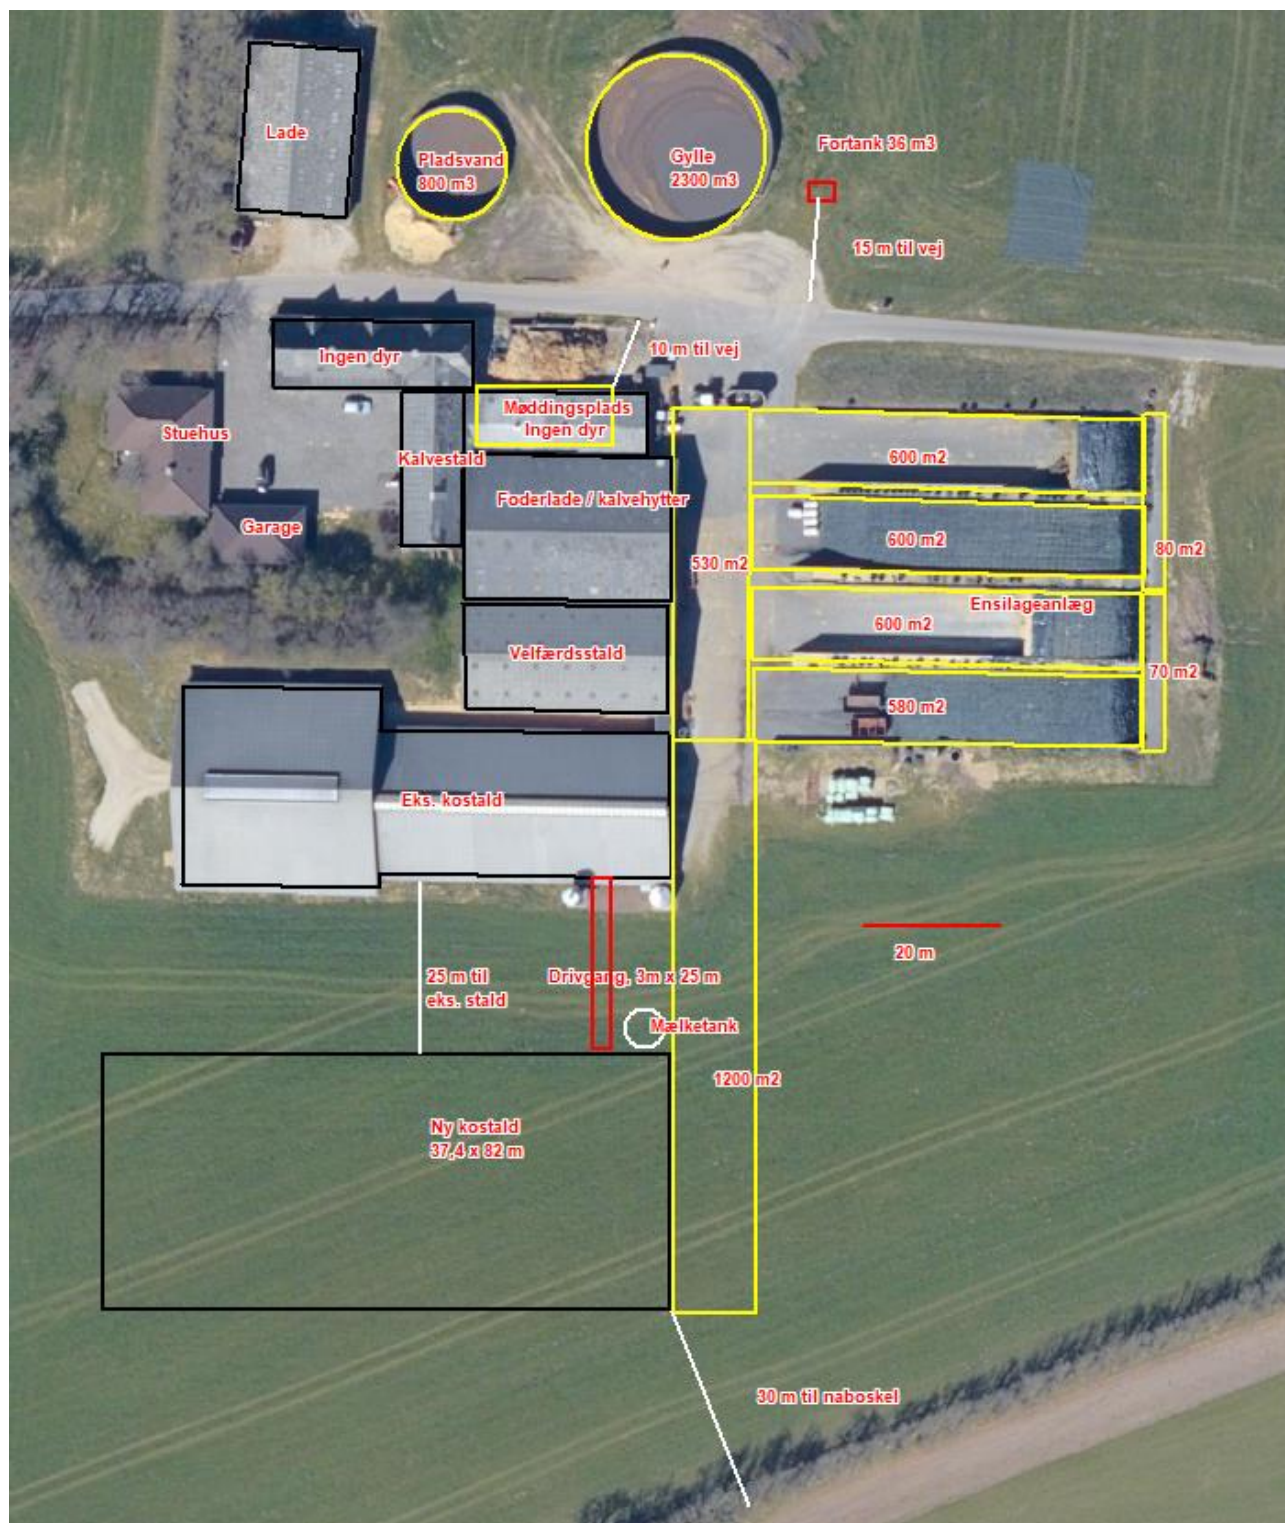 Lade
Pladsvand
800 m3
Gylle
2300 m3
Fortank 36 m3
15 m til vej
Ingen dyr
10 m til vej
Møddingsplads
Ingen dyr
Stuehus
Kalvestald
600 m2
Foderlade / kalvehytter
Garage
530 m2
600 m2
80 m2
Ensilageanlæg
600 m2
Velfærdsstald
70 m2
580 m2
Eks. kostald
20 m
25 m til
eks. stald
Drivgang, 3m x 25 m
Mælketank
1200 m2
Ny kostald
37,4 x 82 m
30 m til naboskel